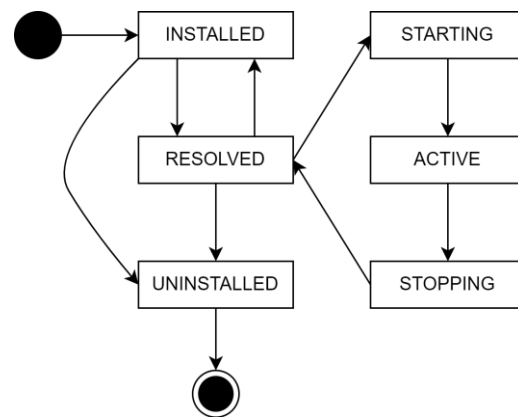 INSTALLED
STARTING
RESOLVED
ACTIVE
UNINSTALLED
STOPPING